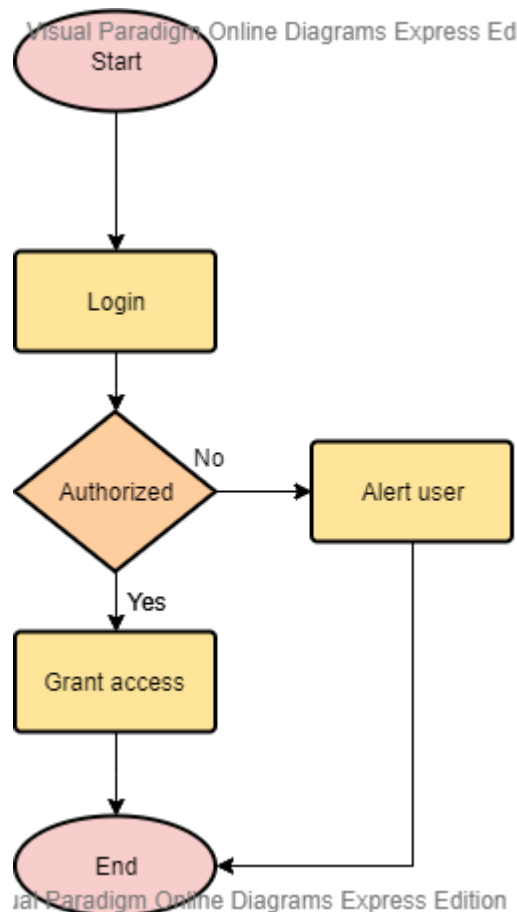 Visual Paradigm Online Diagrams Express Ed
Start
Login
No
Authorized
Alert user
Yes
Grant access
End
Paradigm Online Diagrams Express Edition